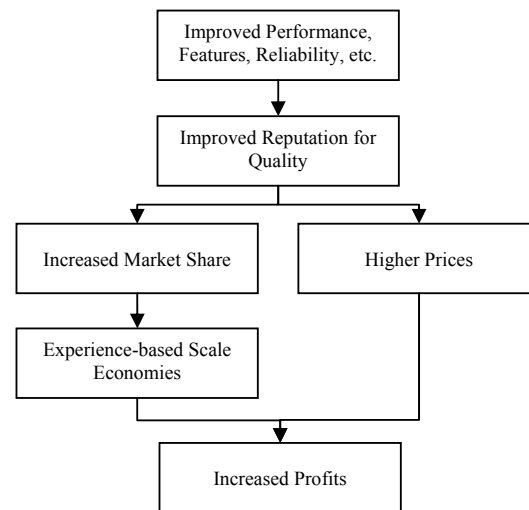 Improved Performance,
Features, Reliability, etc.
Improved Reputation for
Quality
Increased Market Share
Higher Prices
Experience-based Scale
Economies
Increased Profits